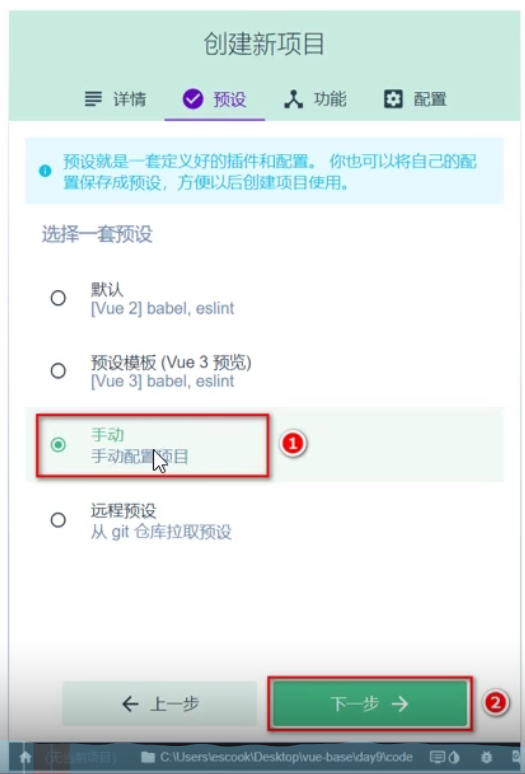 创建新项目
详情 预设 功能 配置
预设就是一套定义好的插件和配置。 你也可以将自己的配
置保存成预设，方便以后创建项目使用。
选择一套预设
默认
[Vue 2] babel, eslint
预设模板 (Vue 3 预览)
[Vue 3] babel, eslint
手动
手动配置项目
1
远程预设
从 git 仓库拉取预设
上一步 下一步 2
(无当前项目) C:\Users\escook\Desktop\vue-base\day9\code